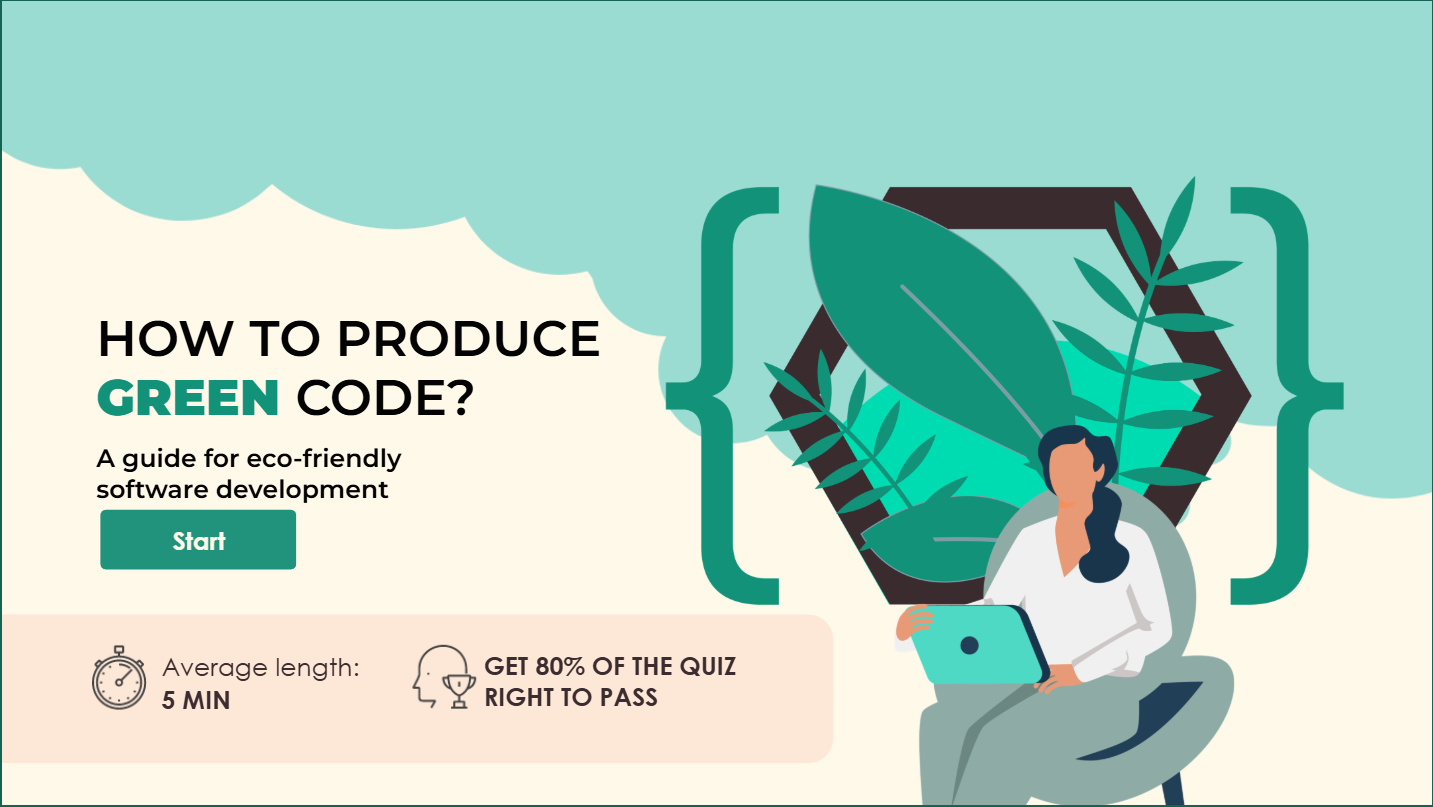 HOW TO PRODUCE
GREEN CODE?
A guide for eco-friendly
software development
Start
Average length:
5 MIN
GET 80% OF THE QUIZ
RIGHT TO PASS